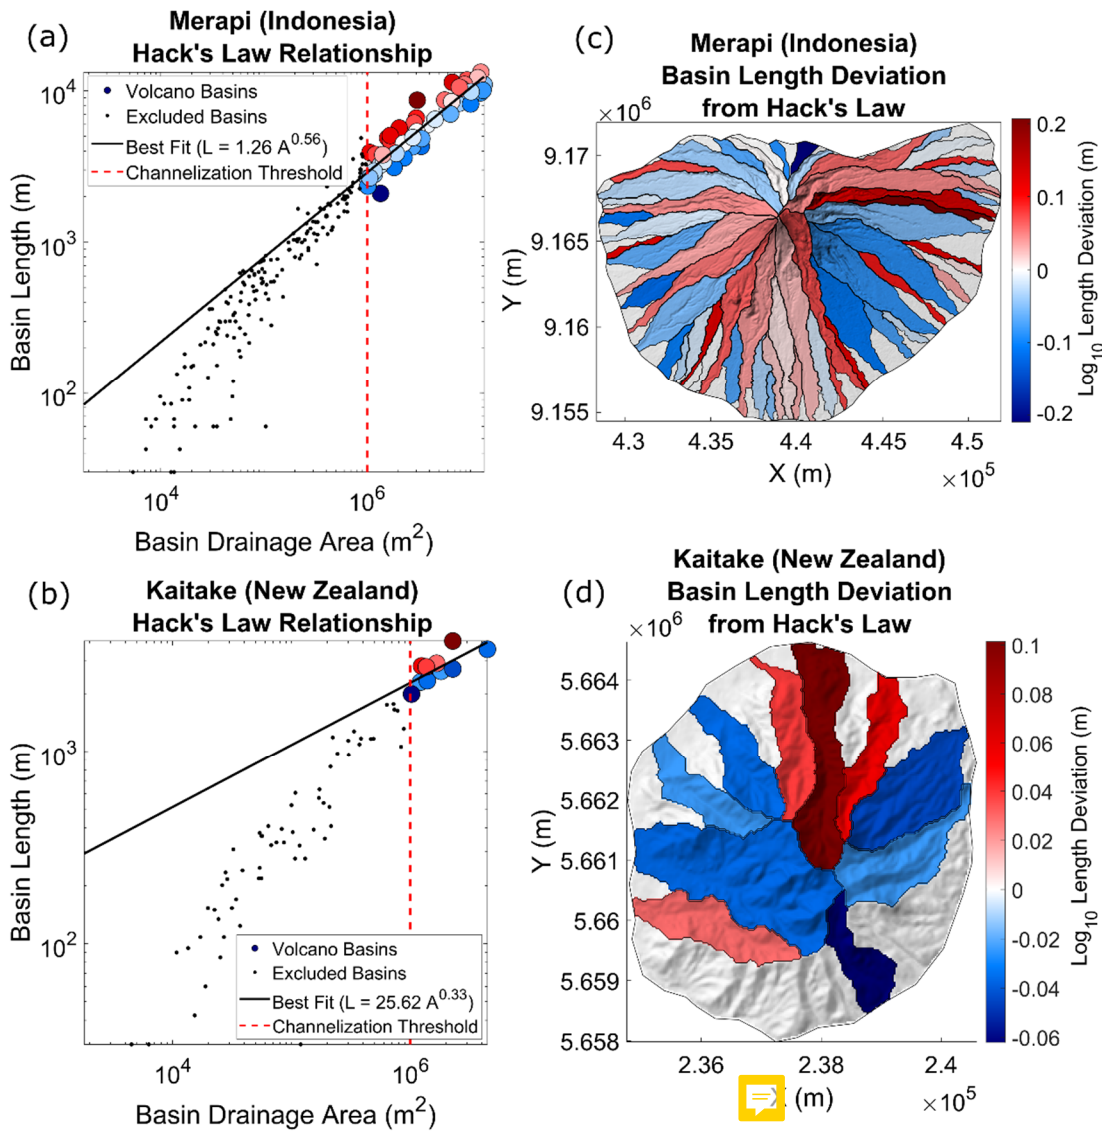 (a)
Merapi (Indonesia)
Hack's Law Relationship
Volcano Basins
Excluded Basins
Best Fit (L = 1.26 A^0.56)
Channelization Threshold
10^4
10^3
10^2
Basin Length (m)
10^4
10^6
Basin Drainage Area (m^2)
(c)
Merapi (Indonesia)
Basin Length Deviation
from Hack's Law
×10^6
9.17
9.165
9.16
9.155
Y (m)
4.3
4.35
4.4
4.45
4.5
X (m)
×10^5
0.2
0.1
0
-0.1
-0.2
Log10 Length Deviation (m)
(b)
Kaitake (New Zealand)
Hack's Law Relationship
10^3
10^2
Basin Length (m)
Volcano Basins
Excluded Basins
Best Fit (L = 25.62 A^0.33)
Channelization Threshold
10^4
10^6
Basin Drainage Area (m^2)
(d)
Kaitake (New Zealand)
Basin Length Deviation
from Hack's Law
×10^6
5.664
5.663
5.662
5.661
5.66
5.659
5.658
Y (m)
2.36
2.38
2.4
(m)
×10^5
0.1
0.08
0.06
0.04
0.02
0
-0.02
-0.04
-0.06
Log10 Length Deviation (m)